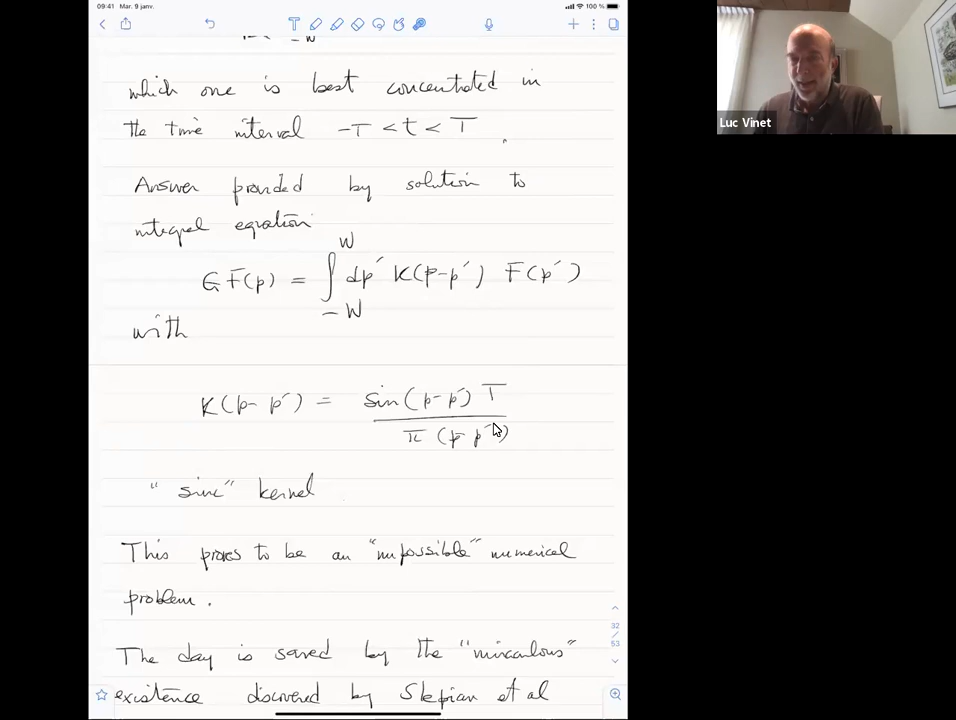 09:41 Mar. 9 janv.
100 %
which one is best concentrated in
the time interval -T < t < T
Answer provided by solution to
integral equation
G F(p) = ∫_{-W}^{W} dp′ K(p-p′) F(p′)
with
K(p-p′) = sin(p-p′)T / π(p-p′)
"sinc" kernel
This proves to be an "impossible" numerical
problem.
The day is saved by the "miraculous"
existence discovered by Slepian et al
32
/
53
Luc Vinet